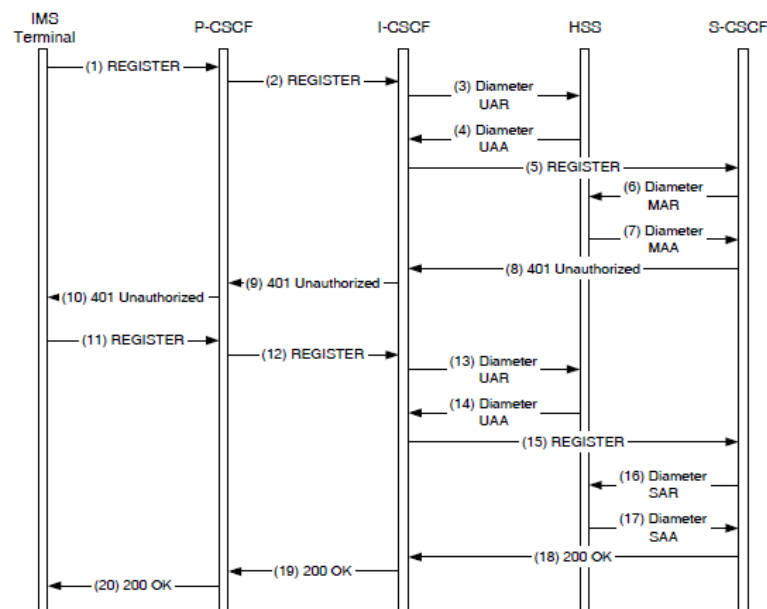 IMS
Terminal
P-CSCF
I-CSCF
HSS
S-CSCF
(1) REGISTER
(2) REGISTER
(3) Diameter
UAR
(4) Diameter
UAA
(5) REGISTER
(6) Diameter
MAR
(7) Diameter
MAA
(8) 401 Unauthorized
(9) 401 Unauthorized
(10) 401 Unauthorized
(11) REGISTER
(12) REGISTER
(13) Diameter
UAR
(14) Diameter
UAA
(15) REGISTER
(16) Diameter
SAR
(17) Diameter
SAA
(18) 200 OK
(19) 200 OK
(20) 200 OK